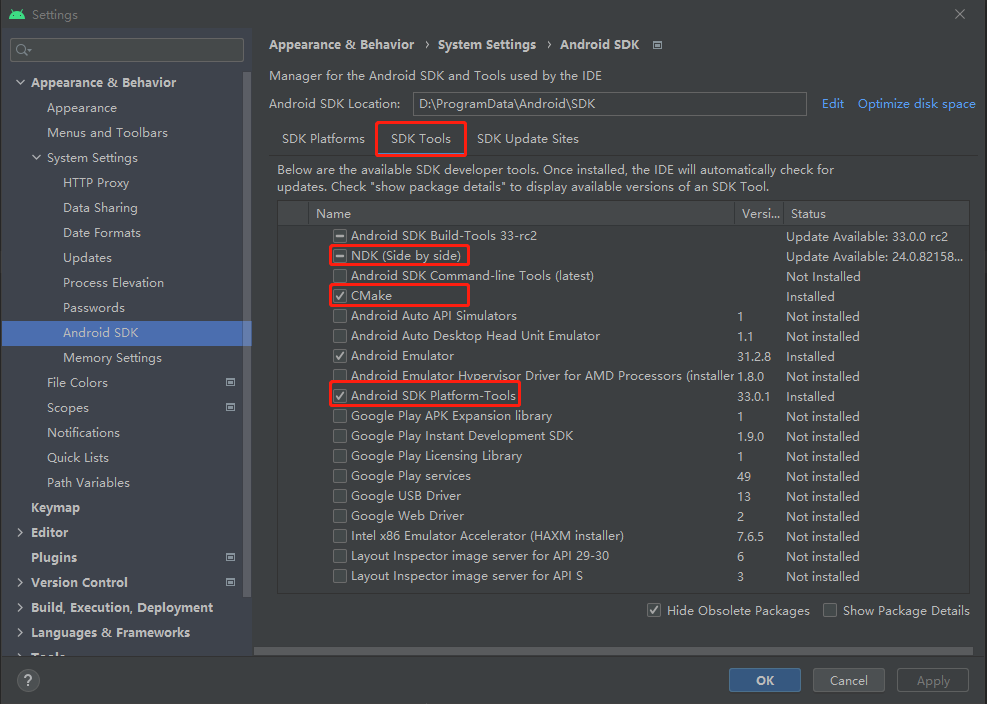 Settings
Appearance & Behavior › System Settings › Android SDK
Manager for the Android SDK and Tools used by the IDE
Android SDK Location: D:\ProgramData\Android\SDK Edit Optimize disk space
SDK Platforms SDK Tools SDK Update Sites
Below are the available SDK developer tools. Once installed, the IDE will automatically check for
updates. Check "show package details" to display available versions of an SDK Tool.
Name Versi... Status
Android SDK Build-Tools 33-rc2 Update Available: 33.0.0 rc2
NDK (Side by side) Update Available: 24.0.82158...
Android SDK Command-line Tools (latest) Not Installed
CMake Installed
Android Auto API Simulators 1 Not installed
Android Auto Desktop Head Unit Emulator 1.1 Not installed
Android Emulator 31.2.8 Installed
Android Emulator Hypervisor Driver for AMD Processors (installer 1.8.0 Not installed
Android SDK Platform-Tools 33.0.1 Installed
Google Play APK Expansion library 1 Not installed
Google Play Instant Development SDK 1.9.0 Not installed
Google Play Licensing Library 1 Not installed
Google Play services 49 Not installed
Google USB Driver 13 Not installed
Google Web Driver 2 Not installed
Intel x86 Emulator Accelerator (HAXM installer) 7.6.5 Not installed
Layout Inspector image server for API 29-30 6 Not installed
Layout Inspector image server for API S 3 Not installed
Hide Obsolete Packages Show Package Details
Appearance & Behavior
Appearance
Menus and Toolbars
System Settings
HTTP Proxy
Data Sharing
Date Formats
Updates
Process Elevation
Passwords
Android SDK
Memory Settings
File Colors
Scopes
Notifications
Quick Lists
Path Variables
Keymap
Editor
Plugins
Version Control
Build, Execution, Deployment
Languages & Frameworks
Tools
? OK Cancel Apply